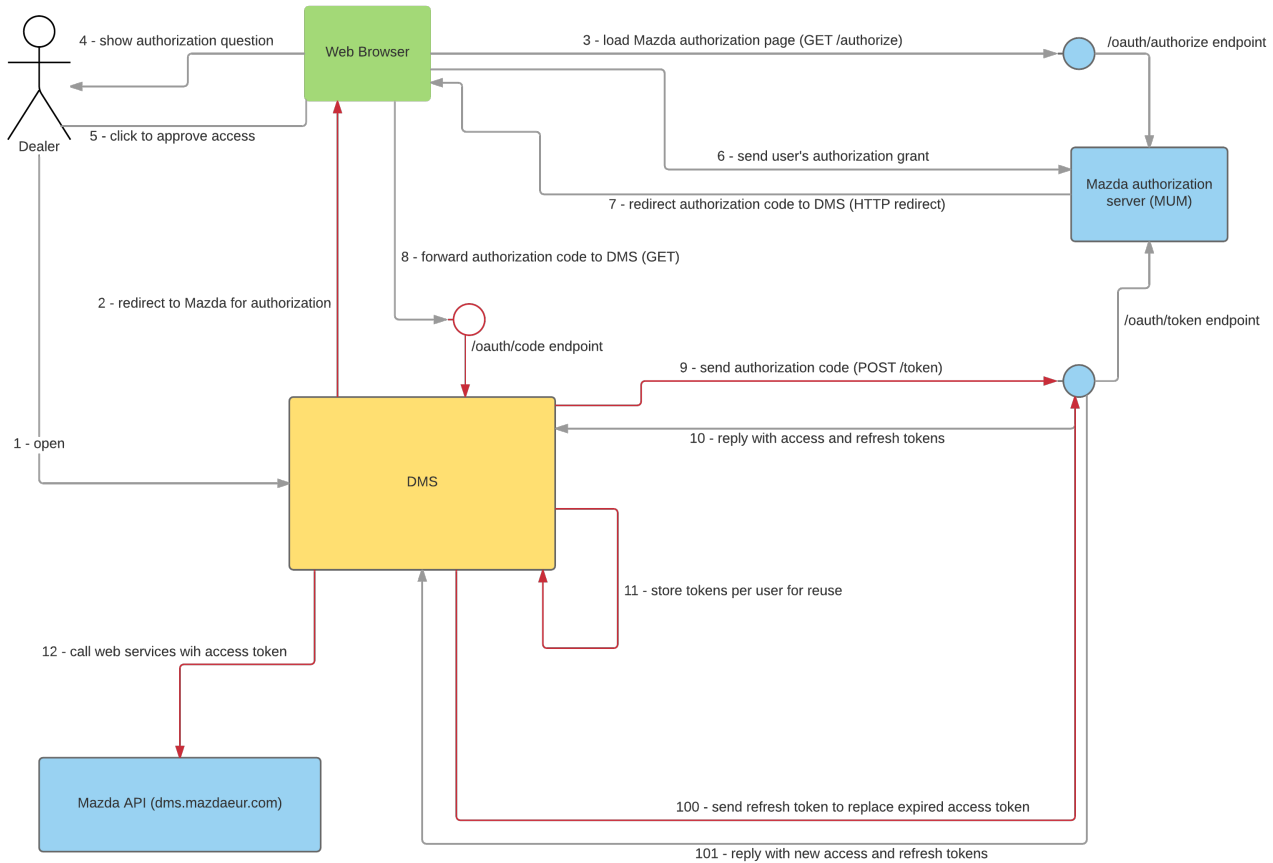 4 - show authorization question
Web Browser
3 - load Mazda authorization page (GET /authorize)
/oauth/authorize endpoint
5 - click to approve access
Dealer
6 - send user's authorization grant
Mazda authorization
server (MUM)
7 - redirect authorization code to DMS (HTTP redirect)
8 - forward authorization code to DMS (GET)
2 - redirect to Mazda for authorization
/oauth/token endpoint
/oauth/code endpoint
9 - send authorization code (POST /token)
1 - open
10 - reply with access and refresh tokens
DMS
11 - store tokens per user for reuse
12 - call web services wih access token
Mazda API (dms.mazdaeur.com)
100 - send refresh token to replace expired access token
101 - reply with new access and refresh tokens